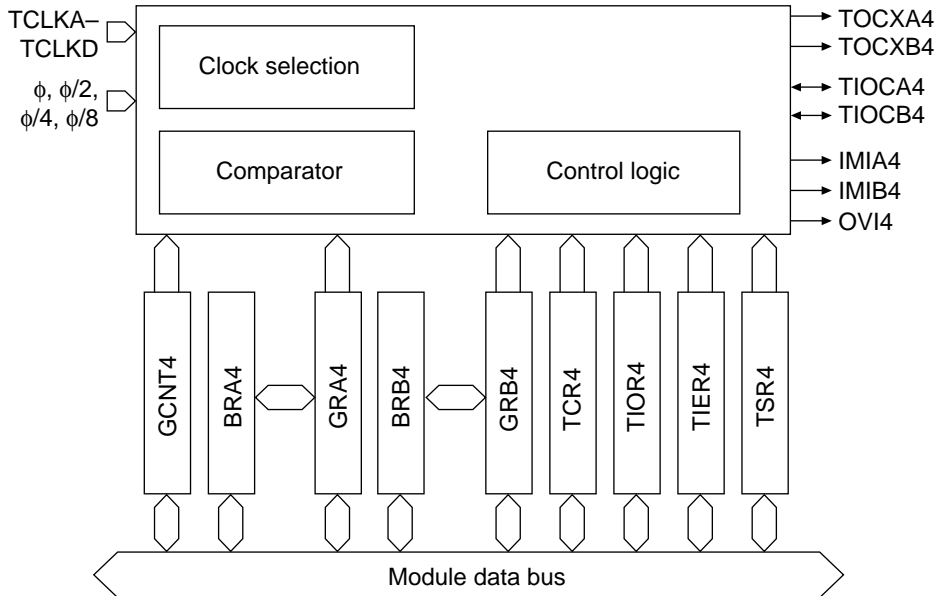 TCLKA–
TCLKD
ϕ, ϕ/2,
ϕ/4, ϕ/8
Clock selection
Comparator
Control logic
TOCXA4
TOCXB4
TIOCA4
TIOCB4
IMIA4
IMIB4
OVI4
GCNT4
BRA4
GRA4
BRB4
GRB4
TCR4
TIOR4
TIER4
TSR4
Module data bus